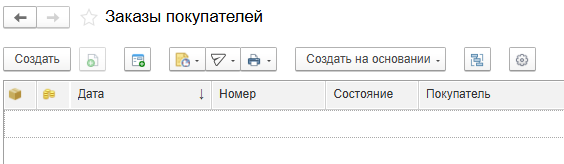 Заказы покупателей
Создать Создать на основании
Дата ↓ Номер Состояние Покупатель